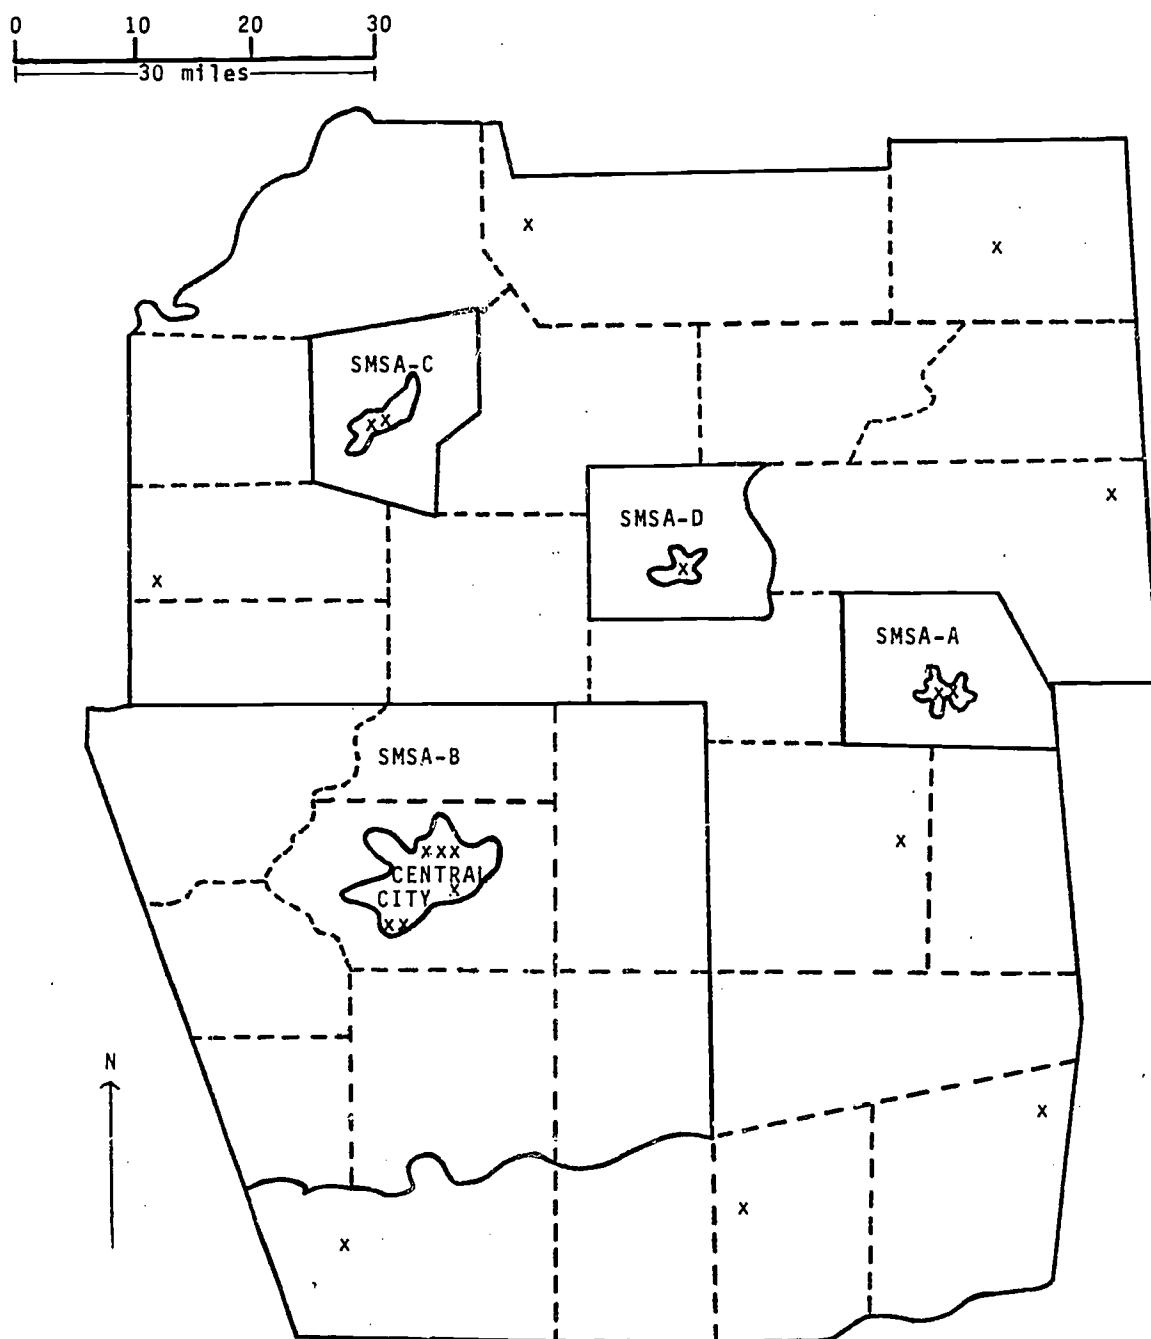 0 10 20 30
30 miles
x
x
SMSA-C
x x
x
SMSA-D
x
x
SMSA-A
x x
SMSA-B
x x x
x
CENTRAL
x
CITY
x x
N
x
x
x